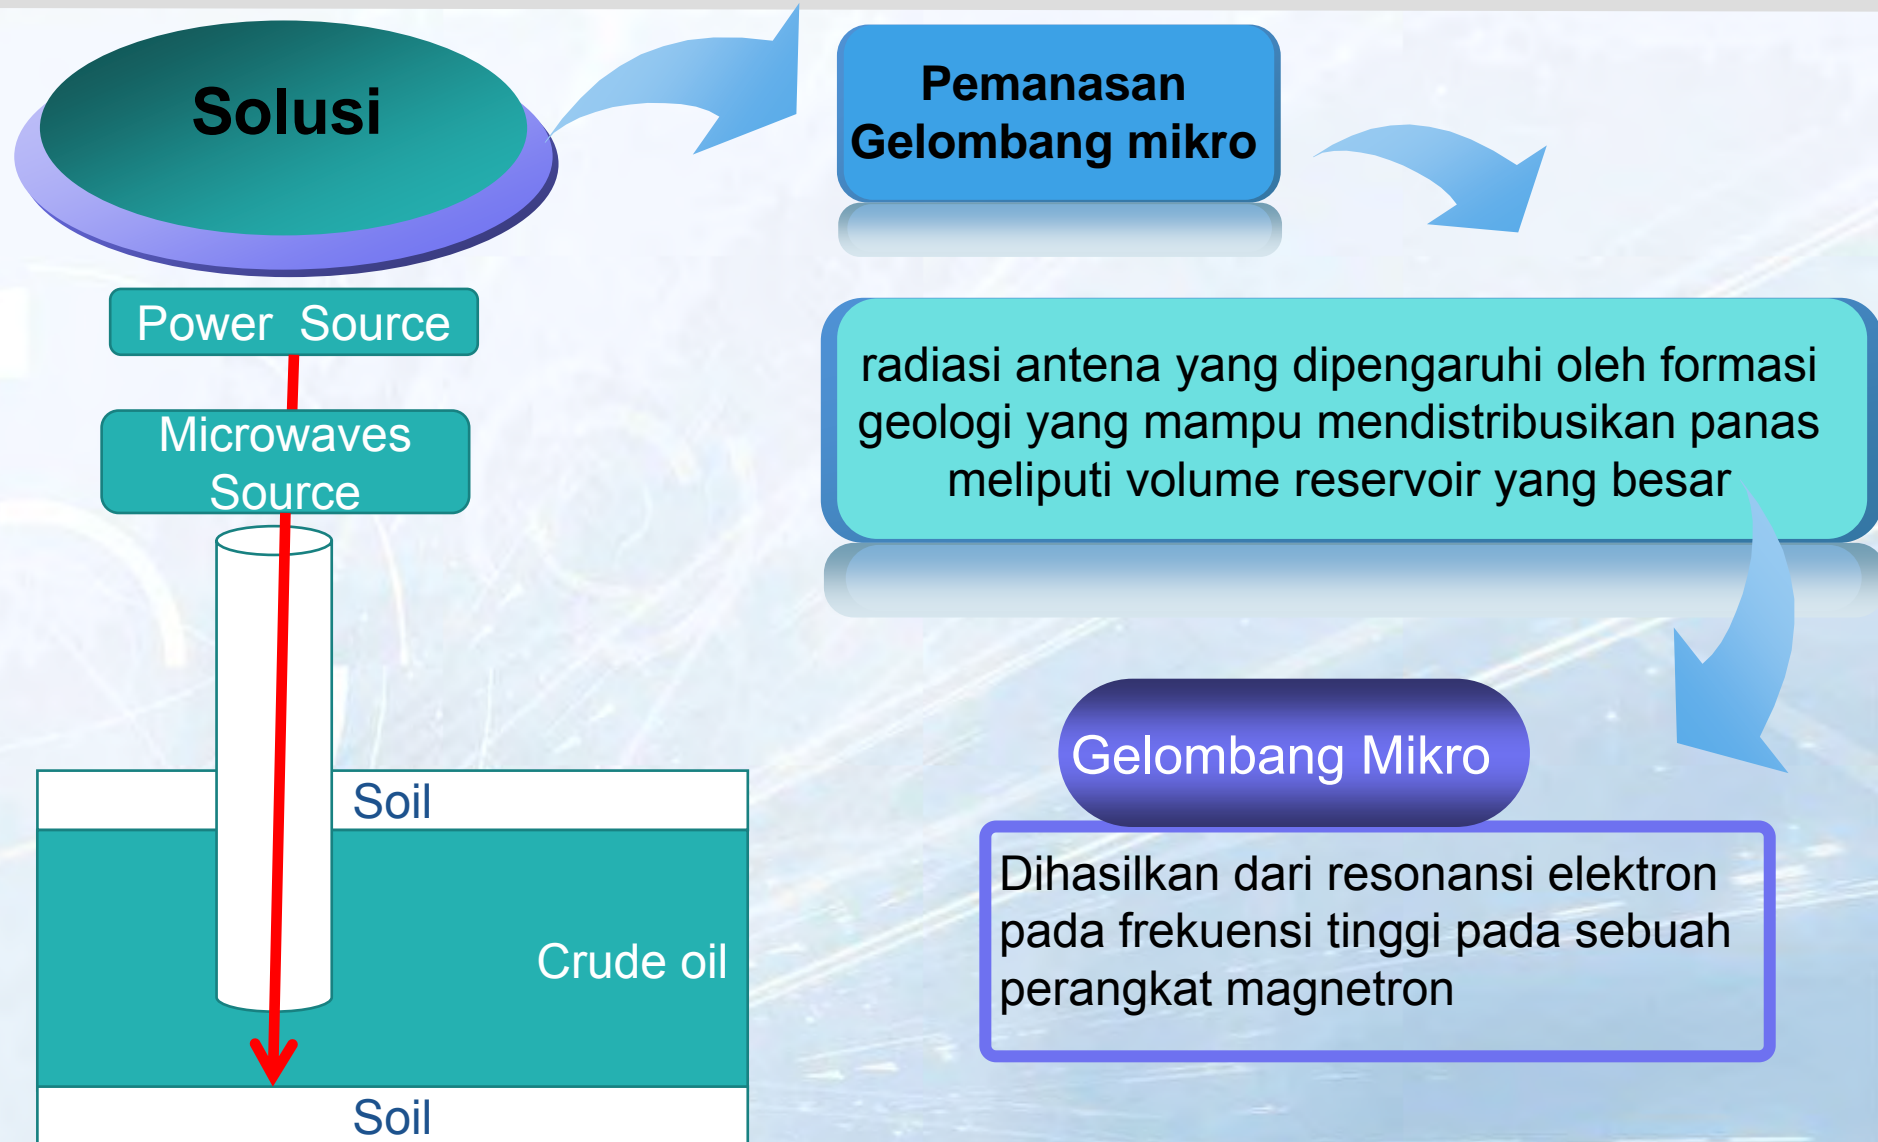 Solusi
Pemanasan
Gelombang mikro
Power Source
Microwaves
Source
radiasi antena yang dipengaruhi oleh formasi
geologi yang mampu mendistribusikan panas
meliputi volume reservoir yang besar
Gelombang Mikro
Dihasilkan dari resonansi elektron
pada frekuensi tinggi pada sebuah
perangkat magnetron
Soil
Crude oil
Soil